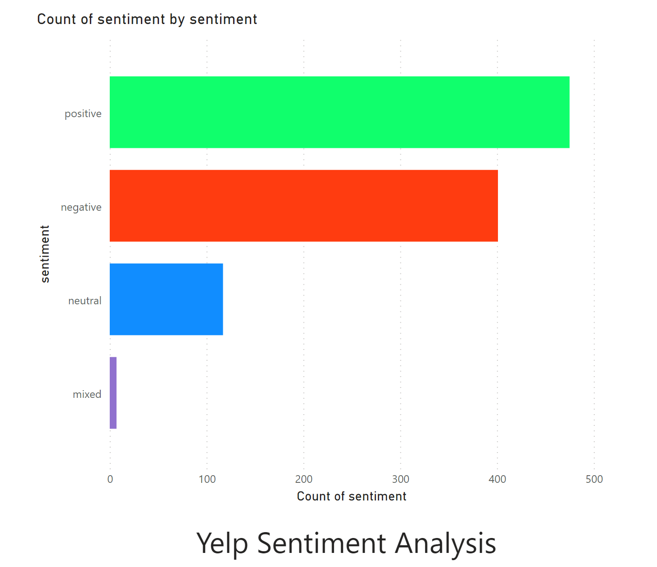 Count of sentiment by sentiment
positive
negative
neutral
mixed
sentiment
0 100 200 300 400 500
Count of sentiment
Yelp Sentiment Analysis